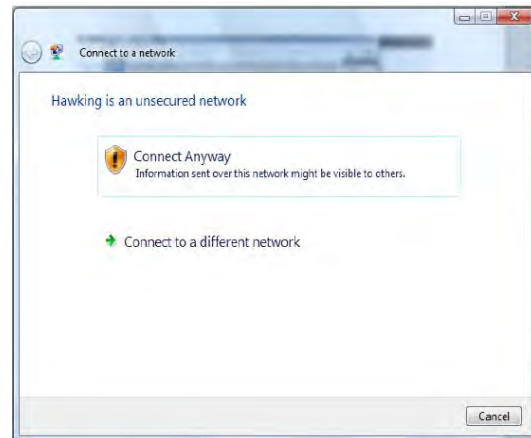 Connect to a network
Hawking is an unsecured network
Connect Anyway
Information sent over this network might be visible to others.
Connect to a different network
Cancel